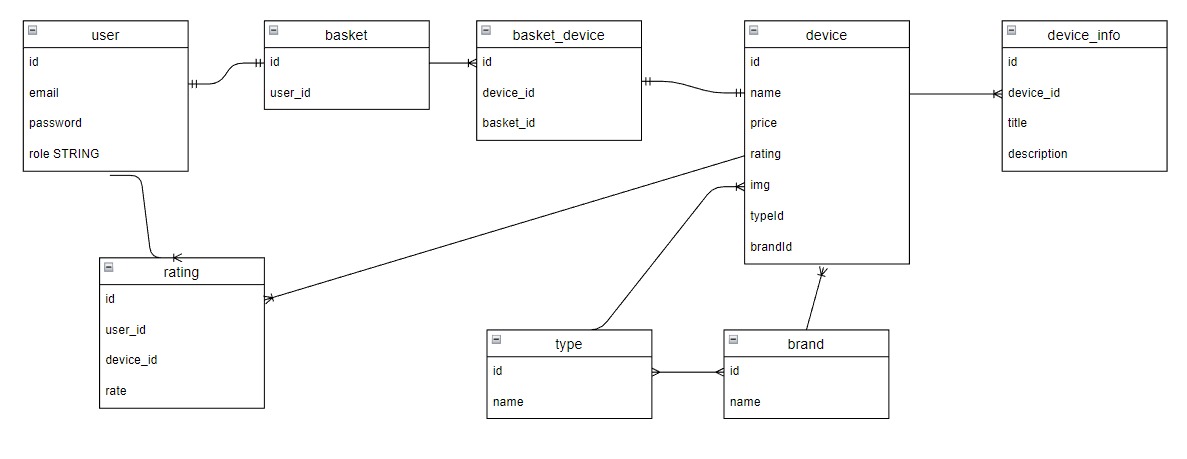 user
id
email
password
role STRING
basket
id
user_id
basket_device
id
device_id
basket_id
device
id
name
price
rating
img
typeId
brandId
device_info
id
device_id
title
description
rating
id
user_id
device_id
rate
type
id
name
brand
id
name